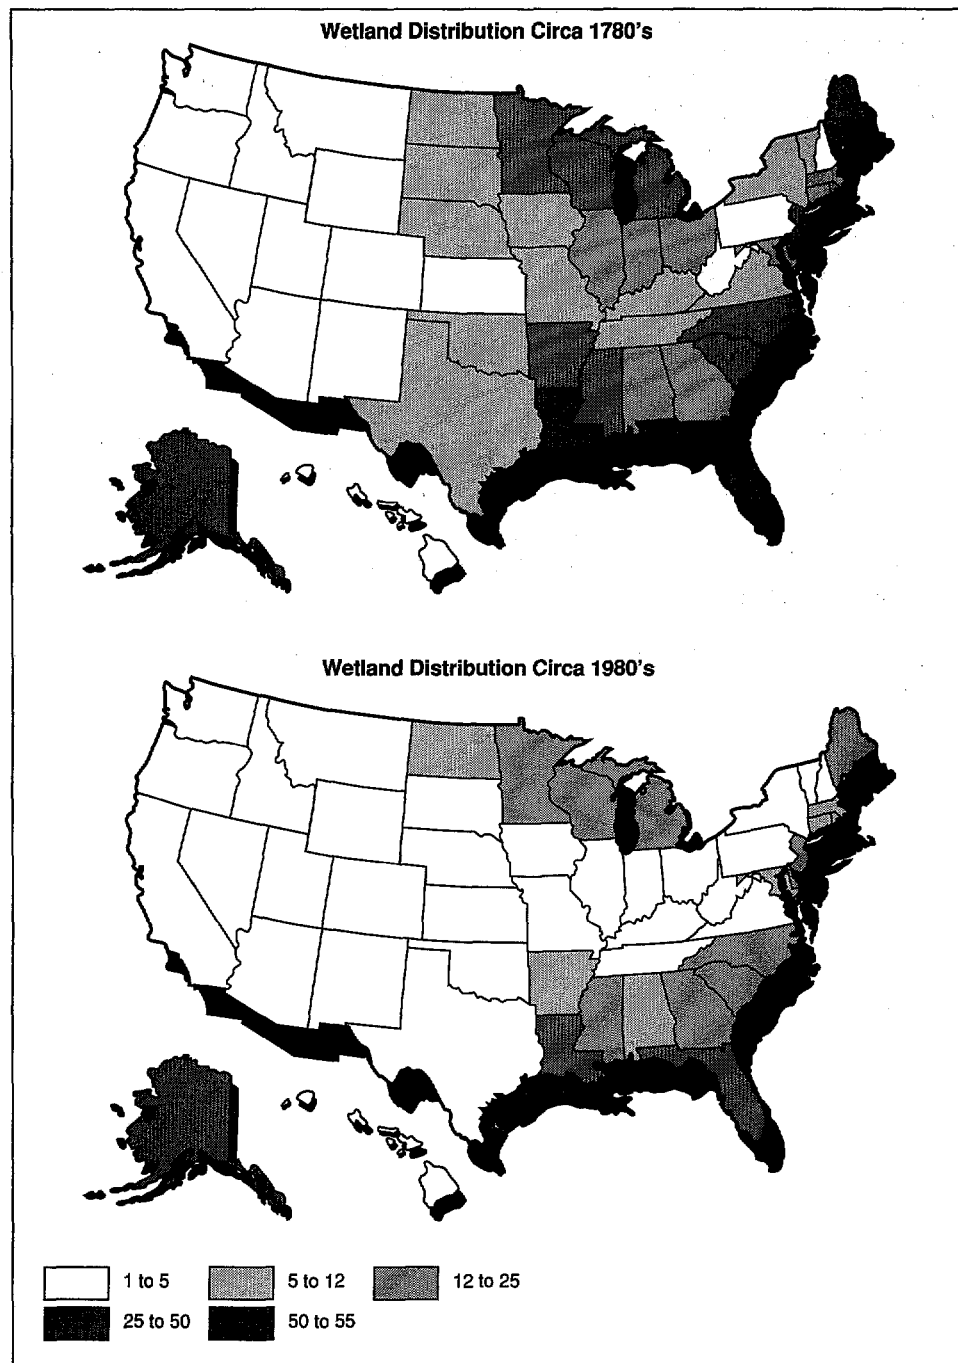 Wetland Distribution Circa 1780's
Wetland Distribution Circa 1980's
1 to 5 5 to 12 12 to 25
25 to 50 50 to 55